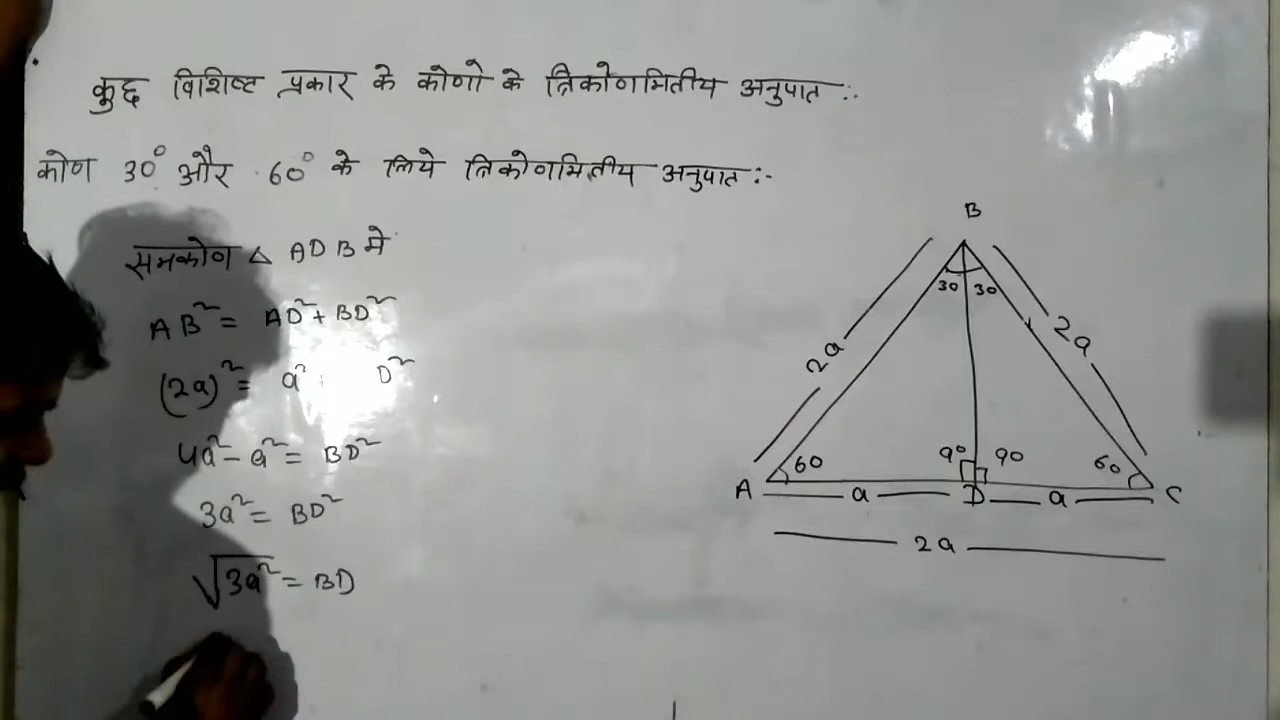 कुछ विशिष्ट प्रकार के कोणो के त्रिकोणमितीय अनुपात :-
कोण 30° और 60° के लिये त्रिकोणमितीय अनुपात :-
समकोण △ ADB मे
AB² = AD² + BD²
(2a)² = a² + D²
4a² - a² = BD²
3a² = BD²
√3a² = BD
B
30 30
2a 2a
60 90 90 60
A a D a C
2a